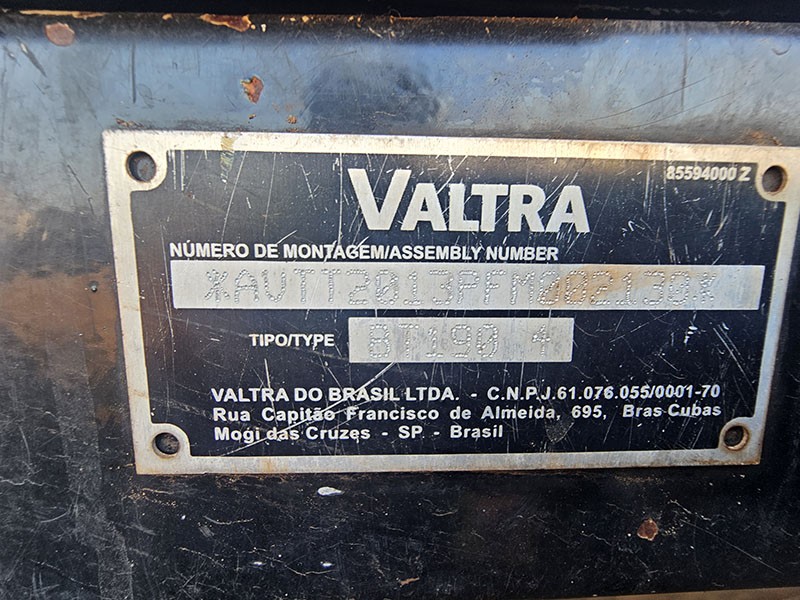 85594000 Z
VALTRA
NÚMERO DE MONTAGEM/ASSEMBLY NUMBER
*AVTT2013PFM002130*
TIPO/TYPE BT190 4
VALTRA DO BRASIL LTDA. - C.N.P.J.61.076.055/0001-70
Rua Capitão Francisco de Almeida, 695, Bras Cubas
Mogi das Cruzes - SP - Brasil